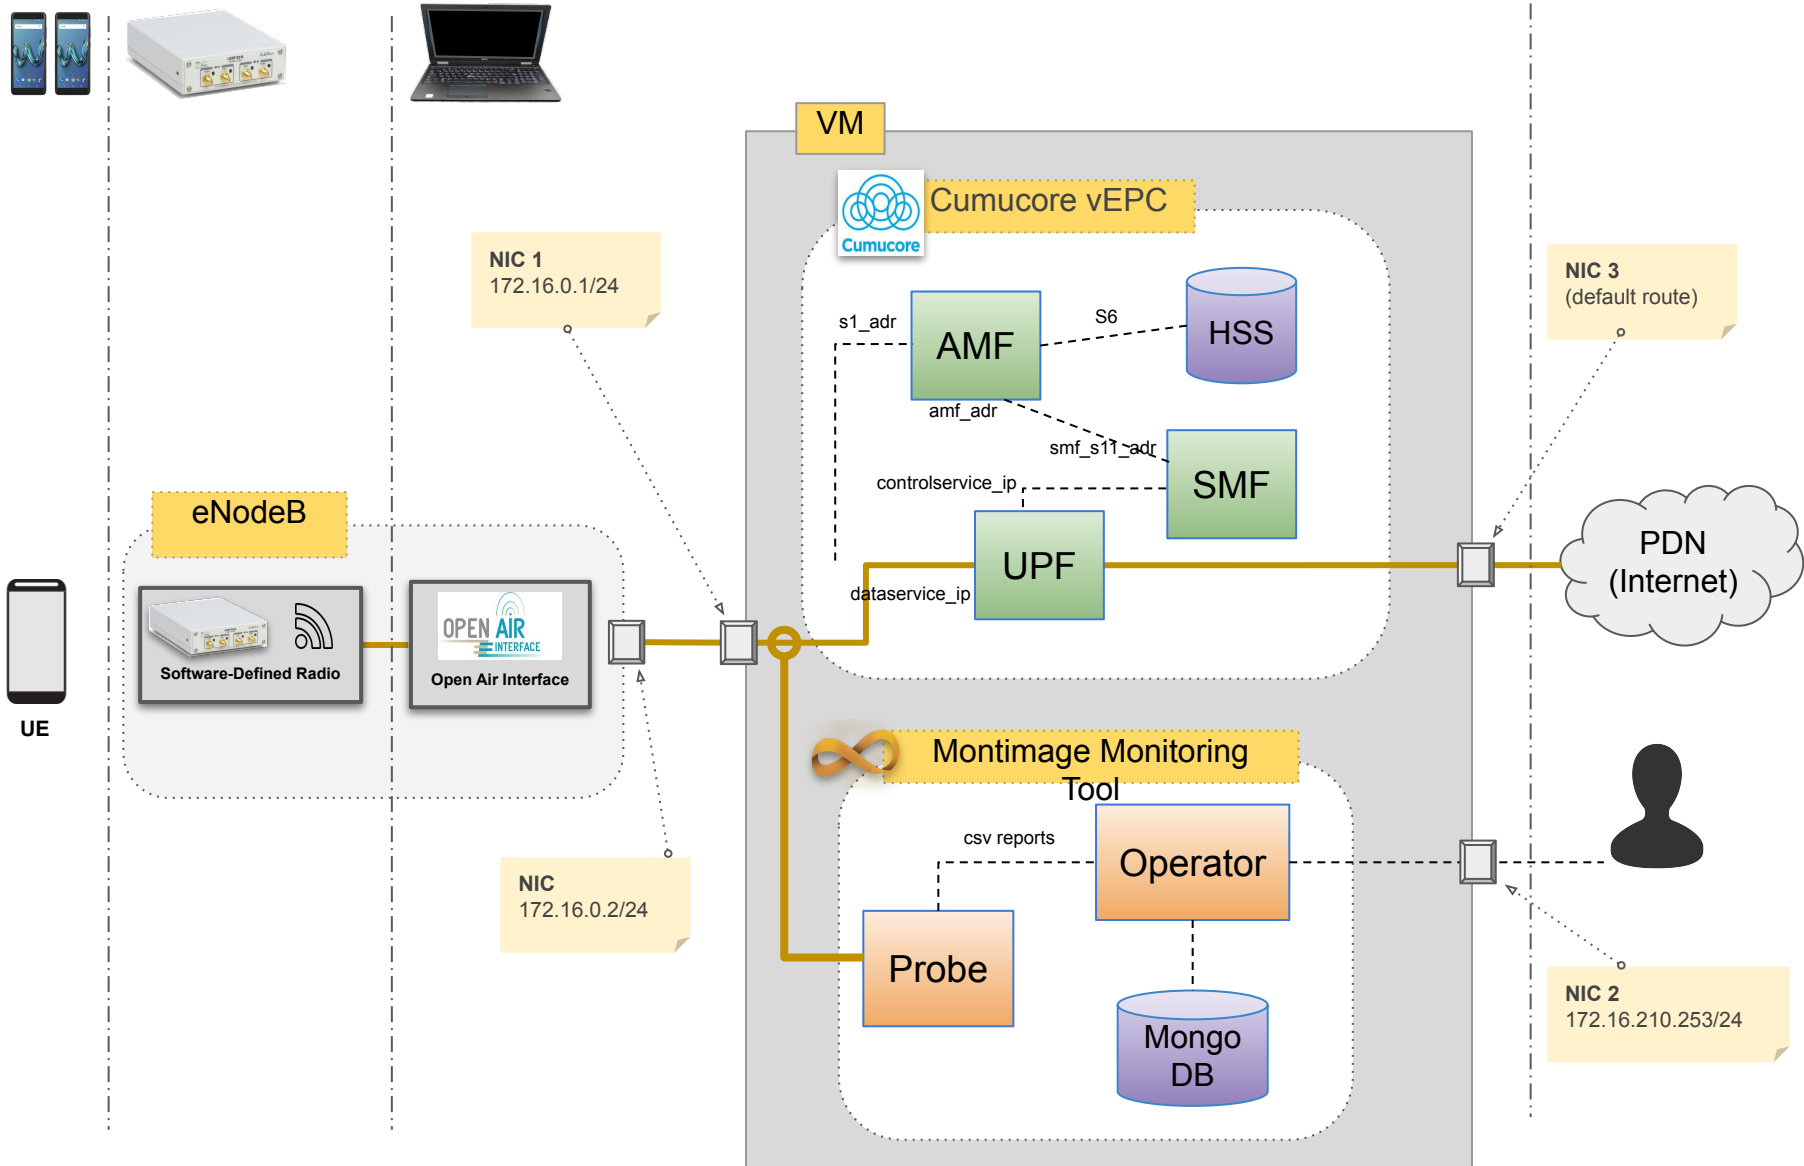 VM
Cumucore vEPC
Cumucore
NIC 1
172.16.0.1/24
NIC 3
(default route)
s1_adr
AMF
S6
HSS
amf_adr
smf_s11_adr
SMF
controlservice_ip
UPF
dataservice_ip
PDN
(Internet)
eNodeB
Software-Defined Radio
OPEN AIR
INTERFACE
Open Air Interface
UE
Montimage Monitoring
Tool
csv reports
Operator
Probe
Mongo
DB
NIC
172.16.0.2/24
NIC 2
172.16.210.253/24